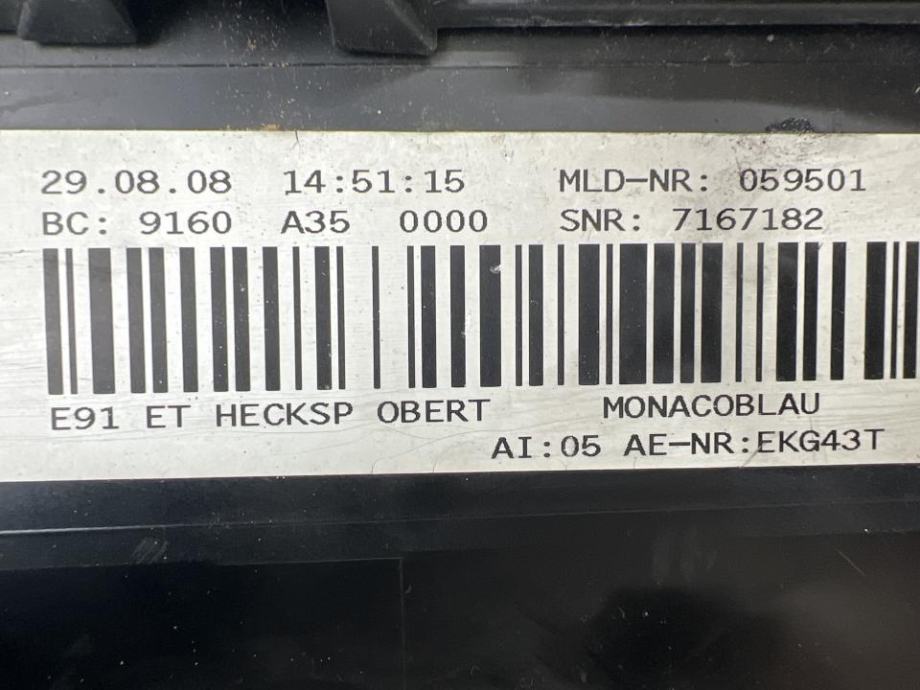 29.08.08 14:51:15 MLD-NR: 059501
BC: 9160 A35 0000 SNR: 7167182
E91 ET HECKSP OBERT MONACOBLAU
AI:05 AE-NR:EKG43T